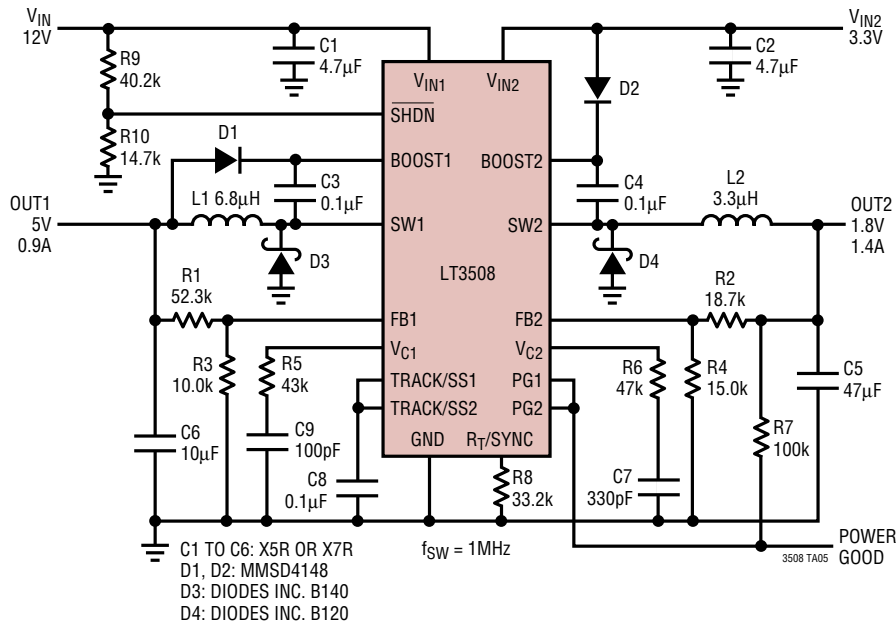 VIN
12V
VIN2
3.3V
R9
40.2k
C1
4.7µF
C2
4.7µF
VIN1
VIN2
D2
SHDN
R10
14.7k
D1
BOOST1
BOOST2
C3
0.1µF
C4
0.1µF
L1 6.8µH
L2
3.3µH
OUT1
5V
0.9A
SW1
SW2
OUT2
1.8V
1.4A
D3
D4
LT3508
R1
52.3k
R2
18.7k
FB1
FB2
VC1
VC2
R3
10.0k
R5
43k
R6
47k
R4
15.0k
C5
47µF
TRACK/SS1
TRACK/SS2
PG1
PG2
R7
100k
C6
10µF
C9
100pF
GND
RT/SYNC
C8
0.1µF
R8
33.2k
C7
330pF
POWER
GOOD
3508 TA05
fSW = 1MHz
C1 TO C6: X5R OR X7R
D1, D2: MMSD4148
D3: DIODES INC. B140
D4: DIODES INC. B120